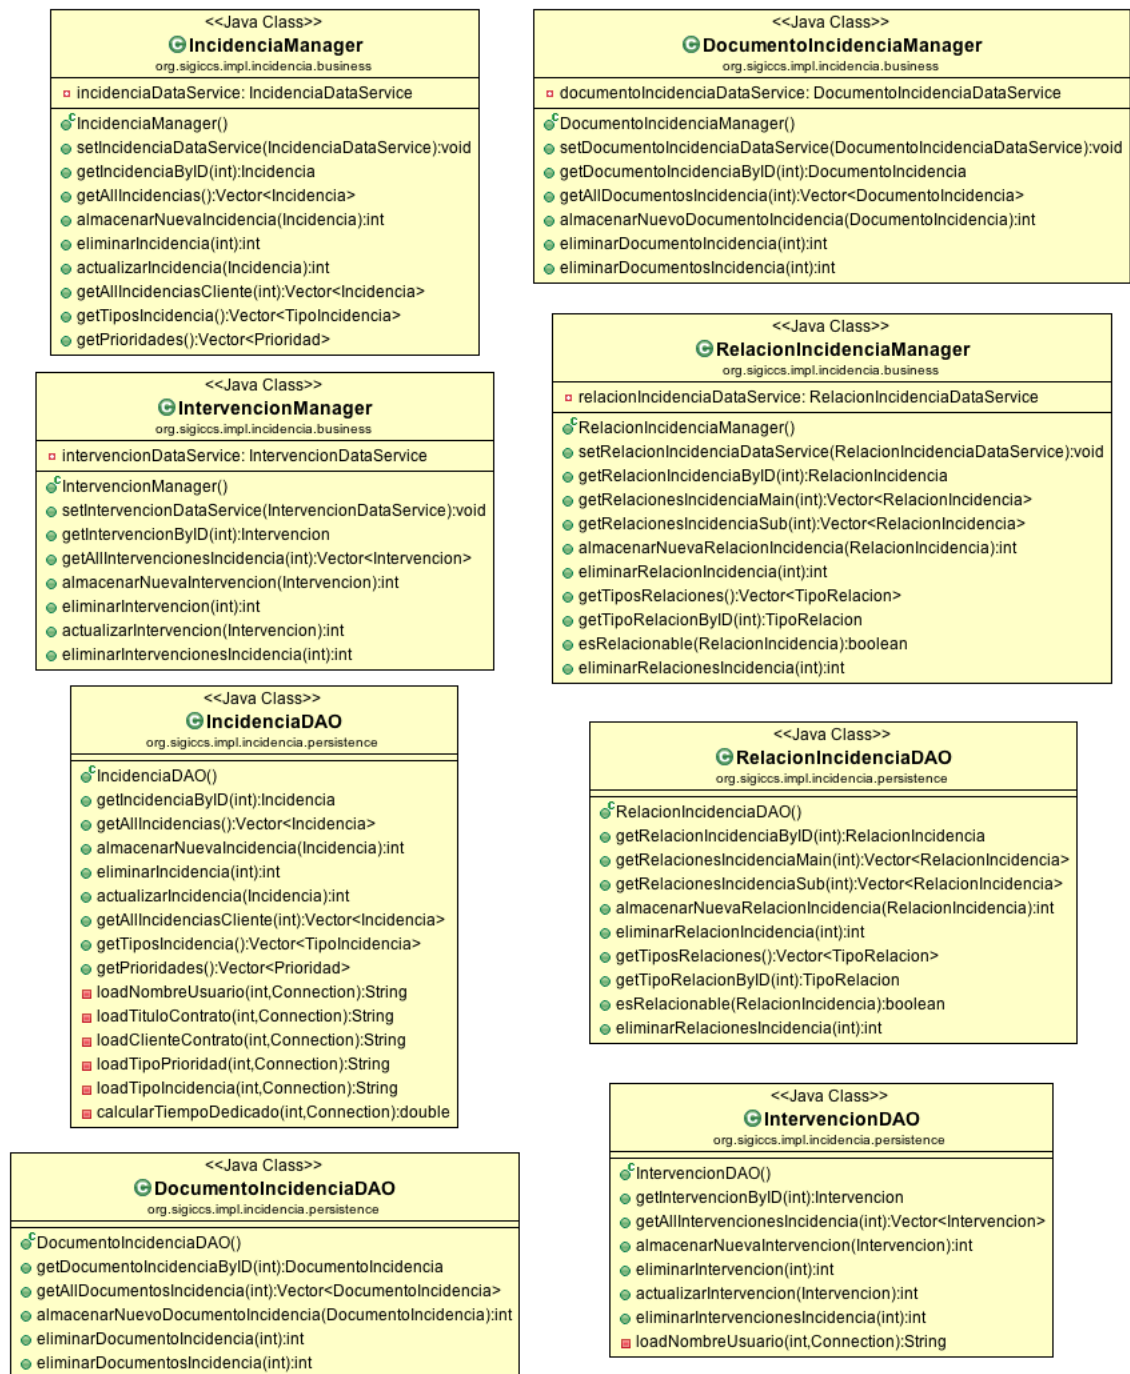 <<Java Class>>
IncidenciaManager
org.sigiccs.impl.incidencia.business
incidenciaDataService: IncidenciaDataService
IncidenciaManager()
setIncidenciaDataService(IncidenciaDataService):void
getIncidenciaByID(int):Incidencia
getAllIncidencias():Vector<Incidencia>
almacenarNuevaIncidencia(Incidencia):int
eliminarIncidencia(int):int
actualizarIncidencia(Incidencia):int
getAllIncidenciasCliente(int):Vector<Incidencia>
getTiposIncidencia():Vector<TipoIncidencia>
getPrioridades():Vector<Prioridad>
<<Java Class>>
DocumentoIncidenciaManager
org.sigiccs.impl.incidencia.business
documentoIncidenciaDataService: DocumentoIncidenciaDataService
DocumentoIncidenciaManager()
setDocumentoIncidenciaDataService(DocumentoIncidenciaDataService):void
getDocumentoIncidenciaByID(int):DocumentoIncidencia
getAllDocumentosIncidencia(int):Vector<DocumentoIncidencia>
almacenarNuevoDocumentoIncidencia(DocumentoIncidencia):int
eliminarDocumentoIncidencia(int):int
eliminarDocumentosIncidencia(int):int
<<Java Class>>
IntervencionManager
org.sigiccs.impl.incidencia.business
intervencionDataService: IntervencionDataService
IntervencionManager()
setIntervencionDataService(IntervencionDataService):void
getIntervencionByID(int):Intervencion
getAllIntervencionesIncidencia(int):Vector<Intervencion>
almacenarNuevaIntervencion(Intervencion):int
eliminarIntervencion(int):int
actualizarIntervencion(Intervencion):int
eliminarIntervencionesIncidencia(int):int
<<Java Class>>
RelacionIncidenciaManager
org.sigiccs.impl.incidencia.business
relacionIncidenciaDataService: RelacionIncidenciaDataService
RelacionIncidenciaManager()
setRelacionIncidenciaDataService(RelacionIncidenciaDataService):void
getRelacionIncidenciaByID(int):RelacionIncidencia
getRelacionesIncidenciaMain(int):Vector<RelacionIncidencia>
getRelacionesIncidenciaSub(int):Vector<RelacionIncidencia>
almacenarNuevaRelacionIncidencia(RelacionIncidencia):int
eliminarRelacionIncidencia(int):int
getTiposRelaciones():Vector<TipoRelacion>
getTipoRelacionByID(int):TipoRelacion
esRelacionable(RelacionIncidencia):boolean
eliminarRelacionesIncidencia(int):int
<<Java Class>>
IncidenciaDAO
org.sigiccs.impl.incidencia.persistence
IncidenciaDAO()
getIncidenciaByID(int):Incidencia
getAllIncidencias():Vector<Incidencia>
almacenarNuevaIncidencia(Incidencia):int
eliminarIncidencia(int):int
actualizarIncidencia(Incidencia):int
getAllIncidenciasCliente(int):Vector<Incidencia>
getTiposIncidencia():Vector<TipoIncidencia>
getPrioridades():Vector<Prioridad>
loadNombreUsuario(int,Connection):String
loadTituloContrato(int,Connection):String
loadClienteContrato(int,Connection):String
loadTipoPrioridad(int,Connection):String
loadTipoIncidencia(int,Connection):String
calcularTiempoDedicado(int,Connection):double
<<Java Class>>
RelacionIncidenciaDAO
org.sigiccs.impl.incidencia.persistence
RelacionIncidenciaDAO()
getRelacionIncidenciaByID(int):RelacionIncidencia
getRelacionesIncidenciaMain(int):Vector<RelacionIncidencia>
getRelacionesIncidenciaSub(int):Vector<RelacionIncidencia>
almacenarNuevaRelacionIncidencia(RelacionIncidencia):int
eliminarRelacionIncidencia(int):int
getTiposRelaciones():Vector<TipoRelacion>
getTipoRelacionByID(int):TipoRelacion
esRelacionable(RelacionIncidencia):boolean
eliminarRelacionesIncidencia(int):int
<<Java Class>>
DocumentoIncidenciaDAO
org.sigiccs.impl.incidencia.persistence
DocumentoIncidenciaDAO()
getDocumentoIncidenciaByID(int):DocumentoIncidencia
getAllDocumentosIncidencia(int):Vector<DocumentoIncidencia>
almacenarNuevoDocumentoIncidencia(DocumentoIncidencia):int
eliminarDocumentoIncidencia(int):int
eliminarDocumentosIncidencia(int):int
<<Java Class>>
IntervencionDAO
org.sigiccs.impl.incidencia.persistence
IntervencionDAO()
getIntervencionByID(int):Intervencion
getAllIntervencionesIncidencia(int):Vector<Intervencion>
almacenarNuevaIntervencion(Intervencion):int
eliminarIntervencion(int):int
actualizarIntervencion(Intervencion):int
eliminarIntervencionesIncidencia(int):int
loadNombreUsuario(int,Connection):String